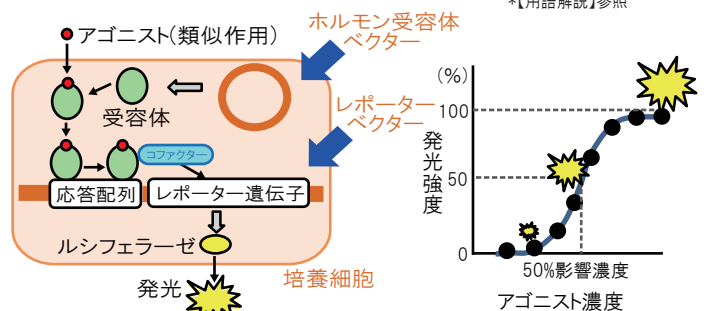 *【用語解説】参照
アゴニスト(類似作用)
ホルモン受容体
ベクター
受容体
レポーター
ベクター
コファクター
応答配列
レポーター遺伝子
ルシフェラーゼ
発光
培養細胞
(%)
100
50
0
発光強度
50%影響濃度
アゴニスト濃度